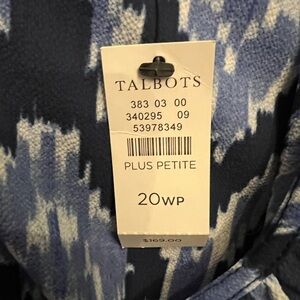 TALBOTS
383 03 00
340295 09
53978349
PLUS PETITE
20WP
$169.00